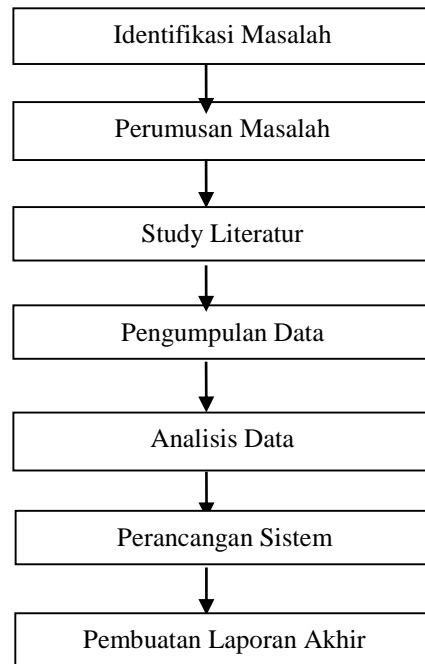 Identifikasi Masalah
Perumusan Masalah
Study Literatur
Pengumpulan Data
Analisis Data
Perancangan Sistem
Pembuatan Laporan Akhir